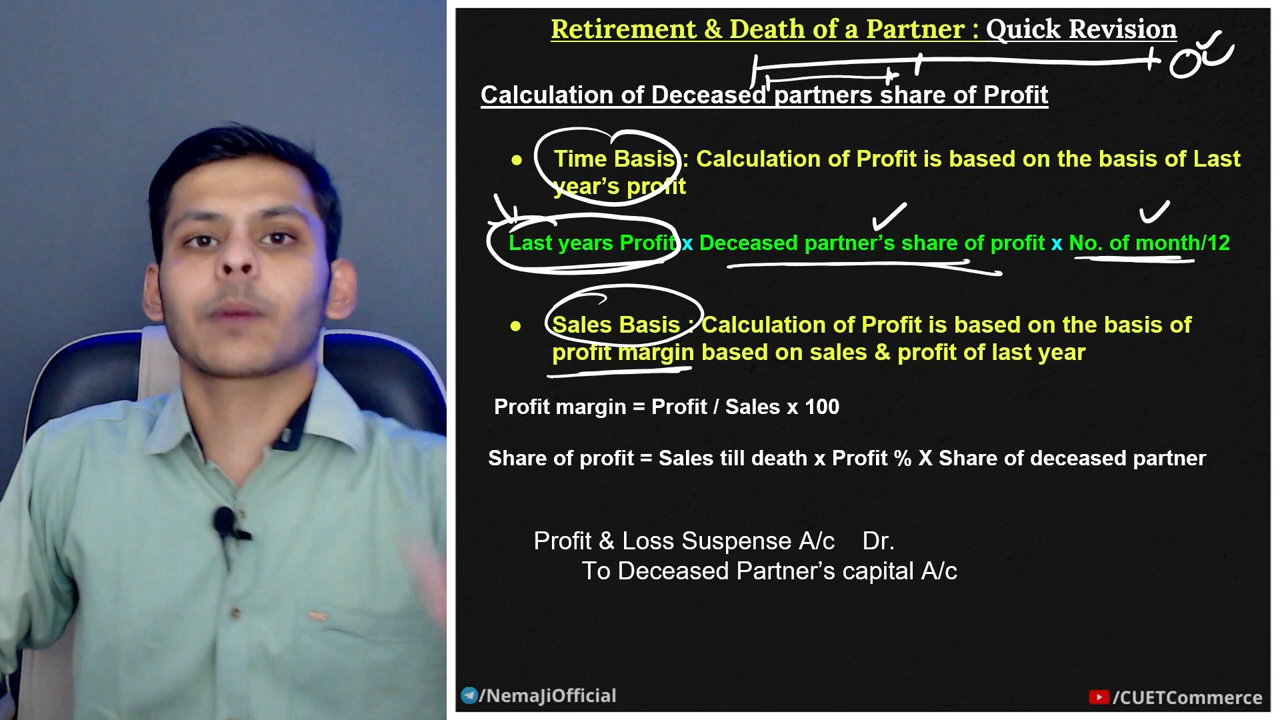 Retirement & Death of a Partner : Quick Revision
Calculation of Deceased partners share of Profit
● Time Basis : Calculation of Profit is based on the basis of Last
year's profit
Last years Profit x Deceased partner's share of profit x No. of month/12
● Sales Basis : Calculation of Profit is based on the basis of
profit margin based on sales & profit of last year
Profit margin = Profit / Sales x 100
Share of profit = Sales till death x Profit % X Share of deceased partner
Profit & Loss Suspense A/c Dr.
To Deceased Partner's capital A/c
/NemaJiOfficial
/CUETCommerce